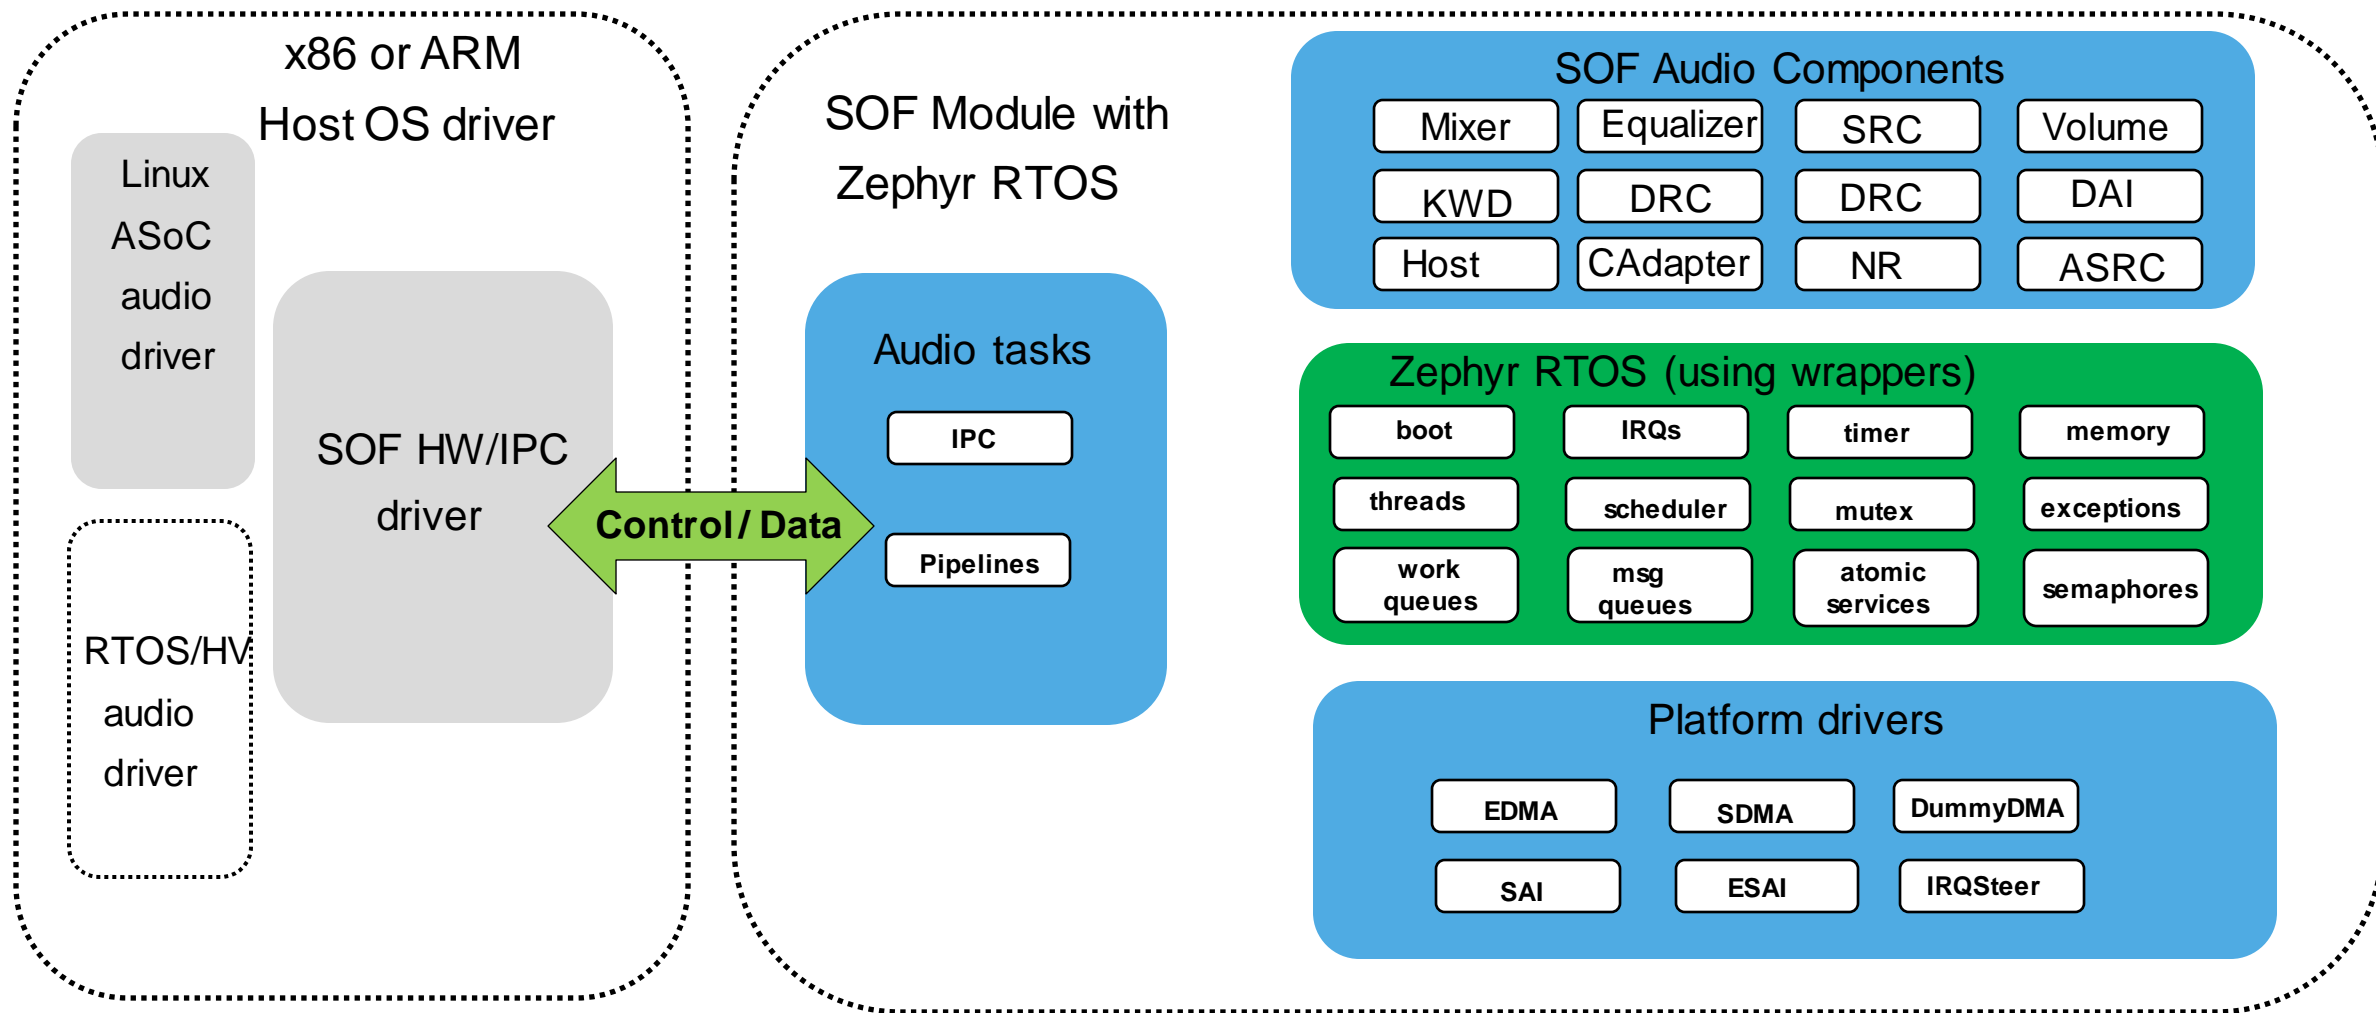 x86 or ARM
Host OS driver
Linux
ASoC
audio
driver
SOF HW/IPC
driver
RTOS/HV
audio
driver
Control / Data
SOF Module with
Zephyr RTOS
Audio tasks
IPC
Pipelines
SOF Audio Components
Mixer
Equalizer
SRC
Volume
KWD
DRC
DRC
DAI
Host
CAdapter
NR
ASRC
Zephyr RTOS (using wrappers)
boot
IRQs
timer
memory
threads
scheduler
mutex
exceptions
work
queues
msg
queues
atomic
services
semaphores
Platform drivers
EDMA
SDMA
DummyDMA
SAI
ESAI
IRQSteer